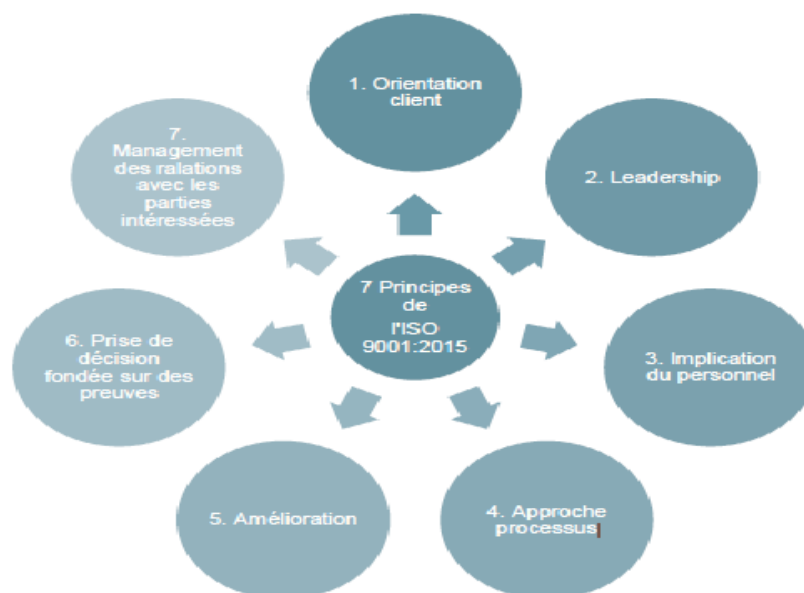 1. Orientation
client
2. Leadership
3. Implication
du personnel
4. Approche
processus
5. Amélioration
6. Prise de
décision
fondée sur des
preuves
7.
Management
des ralations
avec les
parties
intéressées
7 Principes
de
l'ISO
9001:2015